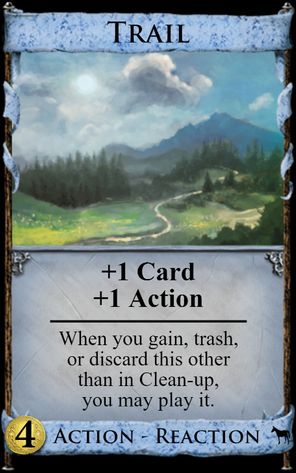 Trail
+1 Card
+1 Action
When you gain, trash,
or discard this other
than in Clean-up,
you may play it.
4 Action - Reaction